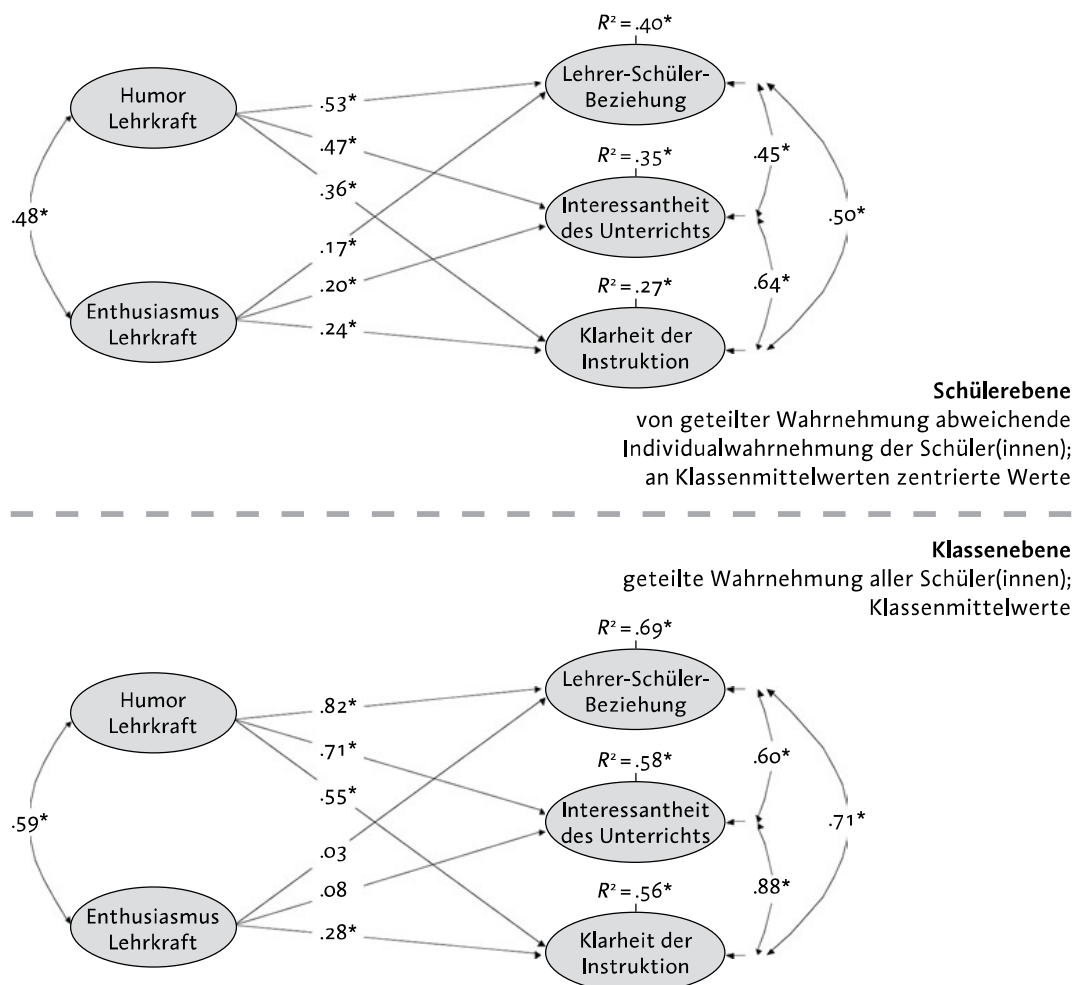 R² = .40*
Lehrer-Schüler-
Beziehung
Humor
Lehrkraft
.53*
.47*
.36*
.45*
R² = .35*
Interessantheit
des Unterrichts
.48*
.50*
.17*
.20*
.24*
.64*
R² = .27*
Enthusiasmus
Lehrkraft
Klarheit der
Instruktion
Schülerebene
von geteilter Wahrnehmung abweichende
Individualwahrnehmung der Schüler(innen);
an Klassenmittelwerten zentrierte Werte
Klassenebene
geteilte Wahrnehmung aller Schüler(innen);
Klassenmittelwerte
R² = .69*
Lehrer-Schüler-
Beziehung
Humor
Lehrkraft
.82*
.71*
.55*
.60*
R² = .58*
Interessantheit
des Unterrichts
.59*
.71*
.03
.08
.28*
.88*
R² = .56*
Enthusiasmus
Lehrkraft
Klarheit der
Instruktion